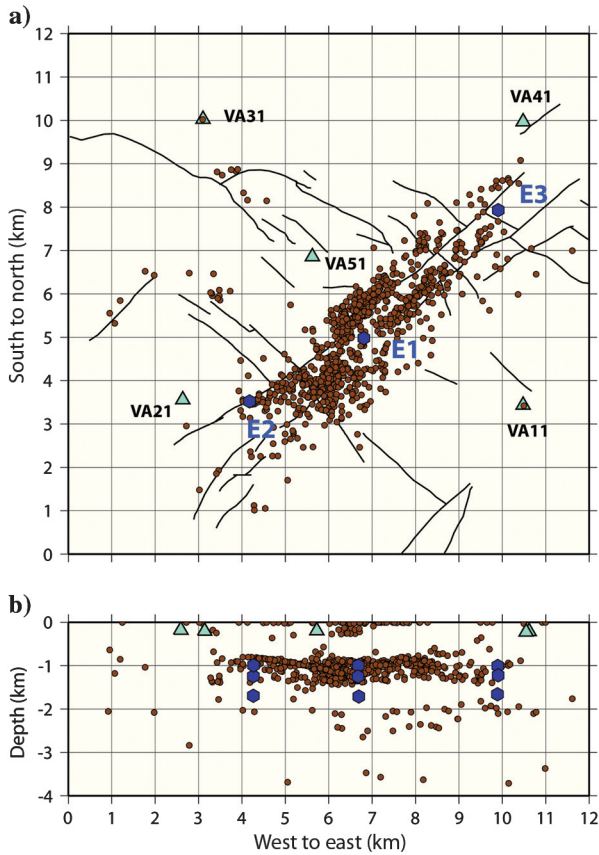 a)
12
11
10
9
8
7
6
5
4
3
2
1
0
South to north (km)
VA31
VA41
E3
VA51
E1
VA21
E2
VA11
b)
0
-1
-2
-3
-4
Depth (km)
0 1 2 3 4 5 6 7 8 9 10 11 12
West to east (km)